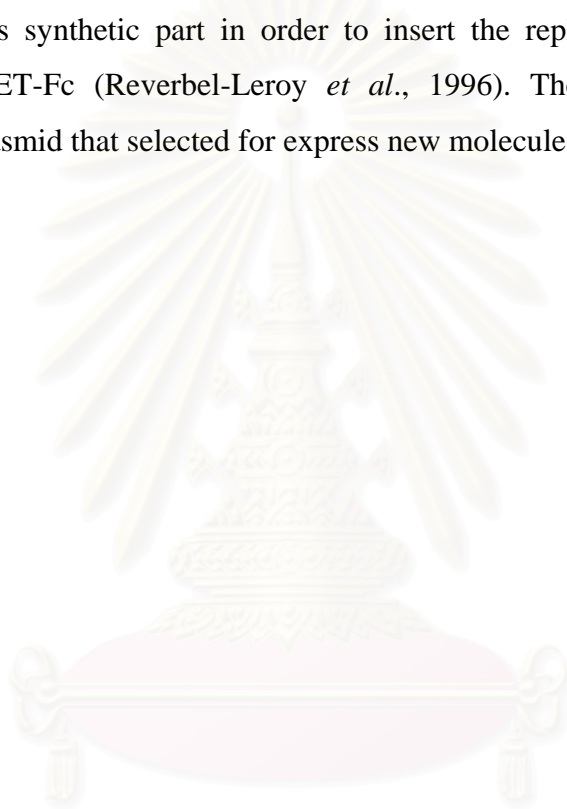 s synthetic part in order to insert the rep
ET-Fc (Reverbel-Leroy et al., 1996). The
smid that selected for express new molecule